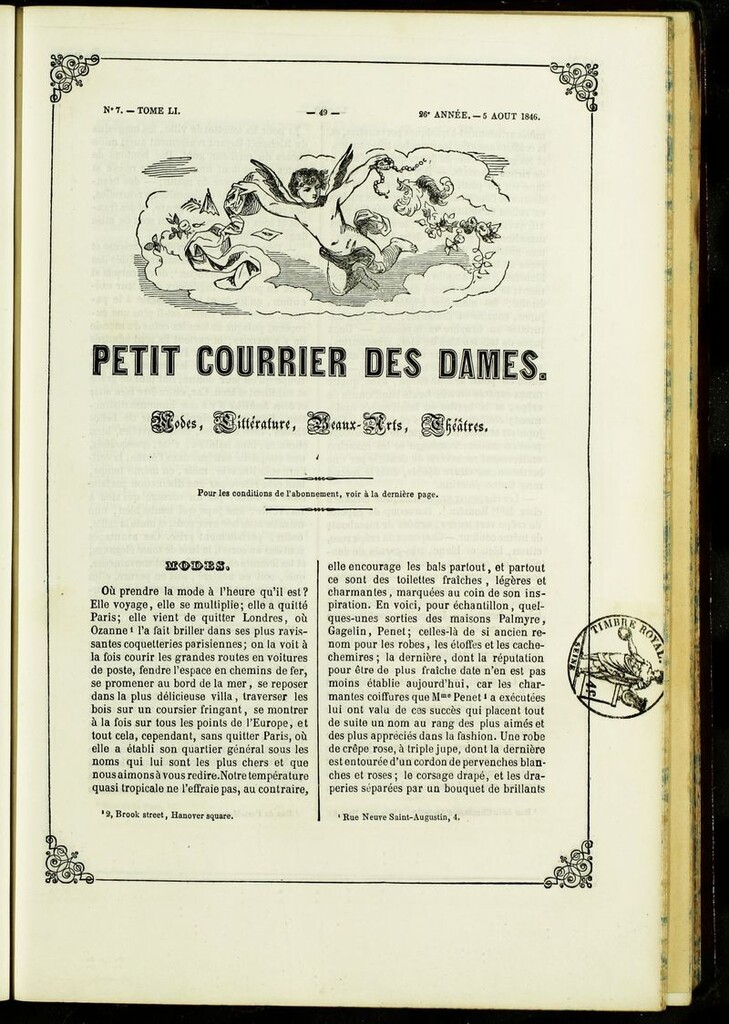 N° 7. — TOME LI.
— 49 —
26e ANNÉE. — 5 AOUT 1846.
PETIT COURRIER DES DAMES.
Modes, Littérature, Beaux-Arts, Théâtres.
Pour les conditions de l'abonnement, voir à la dernière page.
MODES.
Où prendre la mode à l'heure qu'il est?
Elle voyage, elle se multiplie; elle a quitté
Paris; elle vient de quitter Londres, où
Ozanne¹ l'a fait briller dans ses plus ravis-
santes coquetteries parisiennes; on la voit à
la fois courir les grandes routes en voitures
de poste, fendre l'espace en chemins de fer,
se promener au bord de la mer, se reposer
dans la plus délicieuse villa, traverser les
bois sur un coursier fringant, se montrer
à la fois sur tous les points de l'Europe, et
tout cela, cependant, sans quitter Paris, où
elle a établi son quartier général sous les
noms qui lui sont les plus chers et que
nous aimons à vous redire. Notre température
quasi tropicale ne l'effraie pas, au contraire,
¹ 2, Brook street, Hanover square.
elle encourage les bals partout, et partout
ce sont des toilettes fraîches, légères et
charmantes, marquées au coin de son ins-
piration. En voici, pour échantillon, quel-
ques-unes sorties des maisons Palmyre,
Gagelin, Penet; celles-là de si ancien re-
nom pour les robes, les étoffes et les cache-
chemires; la dernière, dont la réputation
pour être de plus fraîche date n'en est pas
moins établie aujourd'hui, car les char-
mantes coiffures que Mme Penet¹ a exécutées
lui ont valu de ces succès qui placent tout
de suite un nom au rang des plus aimés et
des plus appréciés dans la fashion. Une robe
de crêpe rose, à triple jupe, dont la dernière
est entourée d'un cordon de pervenches blan-
ches et roses; le corsage drapé, et les dra-
peries séparées par un bouquet de brillants
¹ Rue Neuve Saint-Augustin, 4.
TIMBRE ROYAL.
SEINE